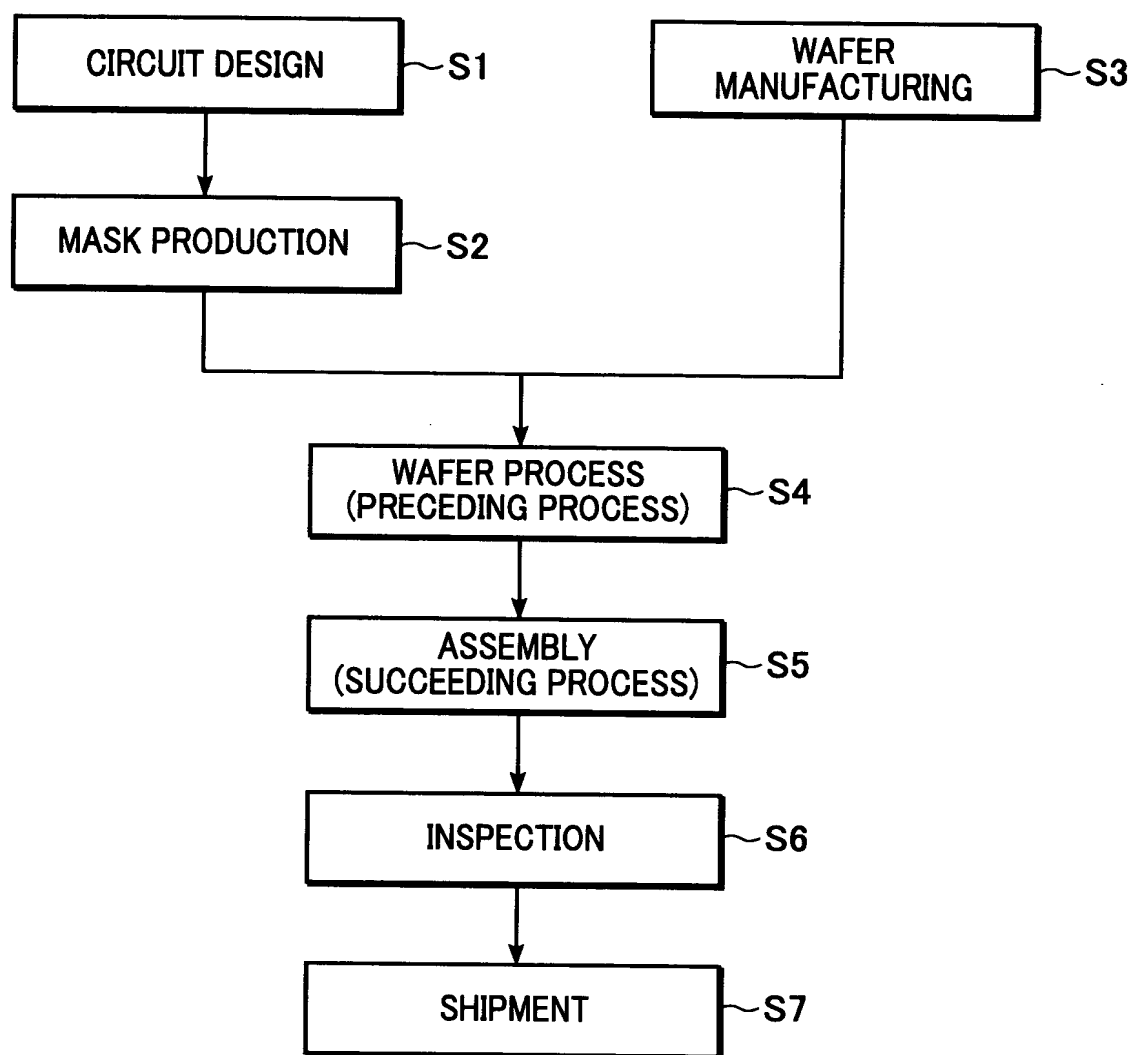 CIRCUIT DESIGN
S1
WAFER
MANUFACTURING
S3
MASK PRODUCTION
S2
WAFER PROCESS
(PRECEDING PROCESS)
S4
ASSEMBLY
(SUCCEEDING PROCESS)
S5
INSPECTION
S6
SHIPMENT
S7